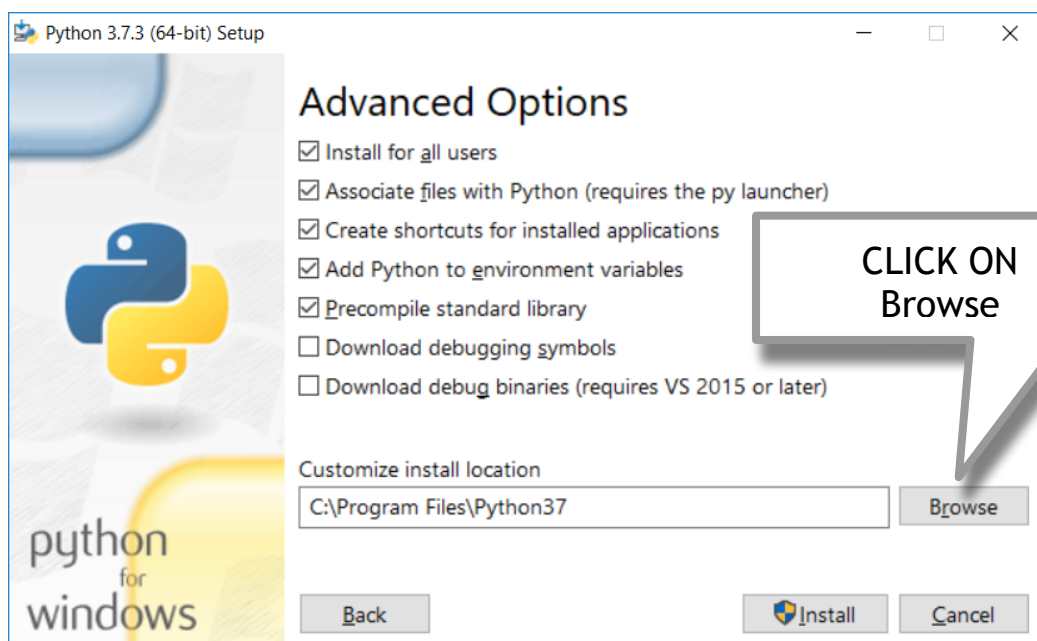 Python 3.7.3 (64-bit) Setup
Advanced Options
Install for all users
Associate files with Python (requires the py launcher)
Create shortcuts for installed applications
Add Python to environment variables
Precompile standard library
Download debugging symbols
Download debug binaries (requires VS 2015 or later)
CLICK ON
Browse
Customize install location
C:\Program Files\Python37
Browse
python
for
windows
Back
Install
Cancel